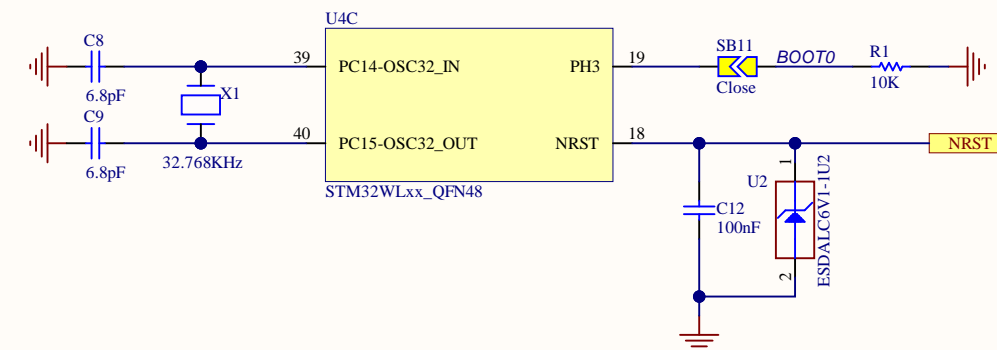 U4C
C8
6.8pF
39
PC14-OSC32_IN
PH3
19
SB11
Close
BOOT0
R1
10K
X1
32.768KHz
C9
6.8pF
40
PC15-OSC32_OUT
NRST
18
NRST
STM32WLxx_QFN48
C12
100nF
U2
1
2
ESDALC6V1-1U2